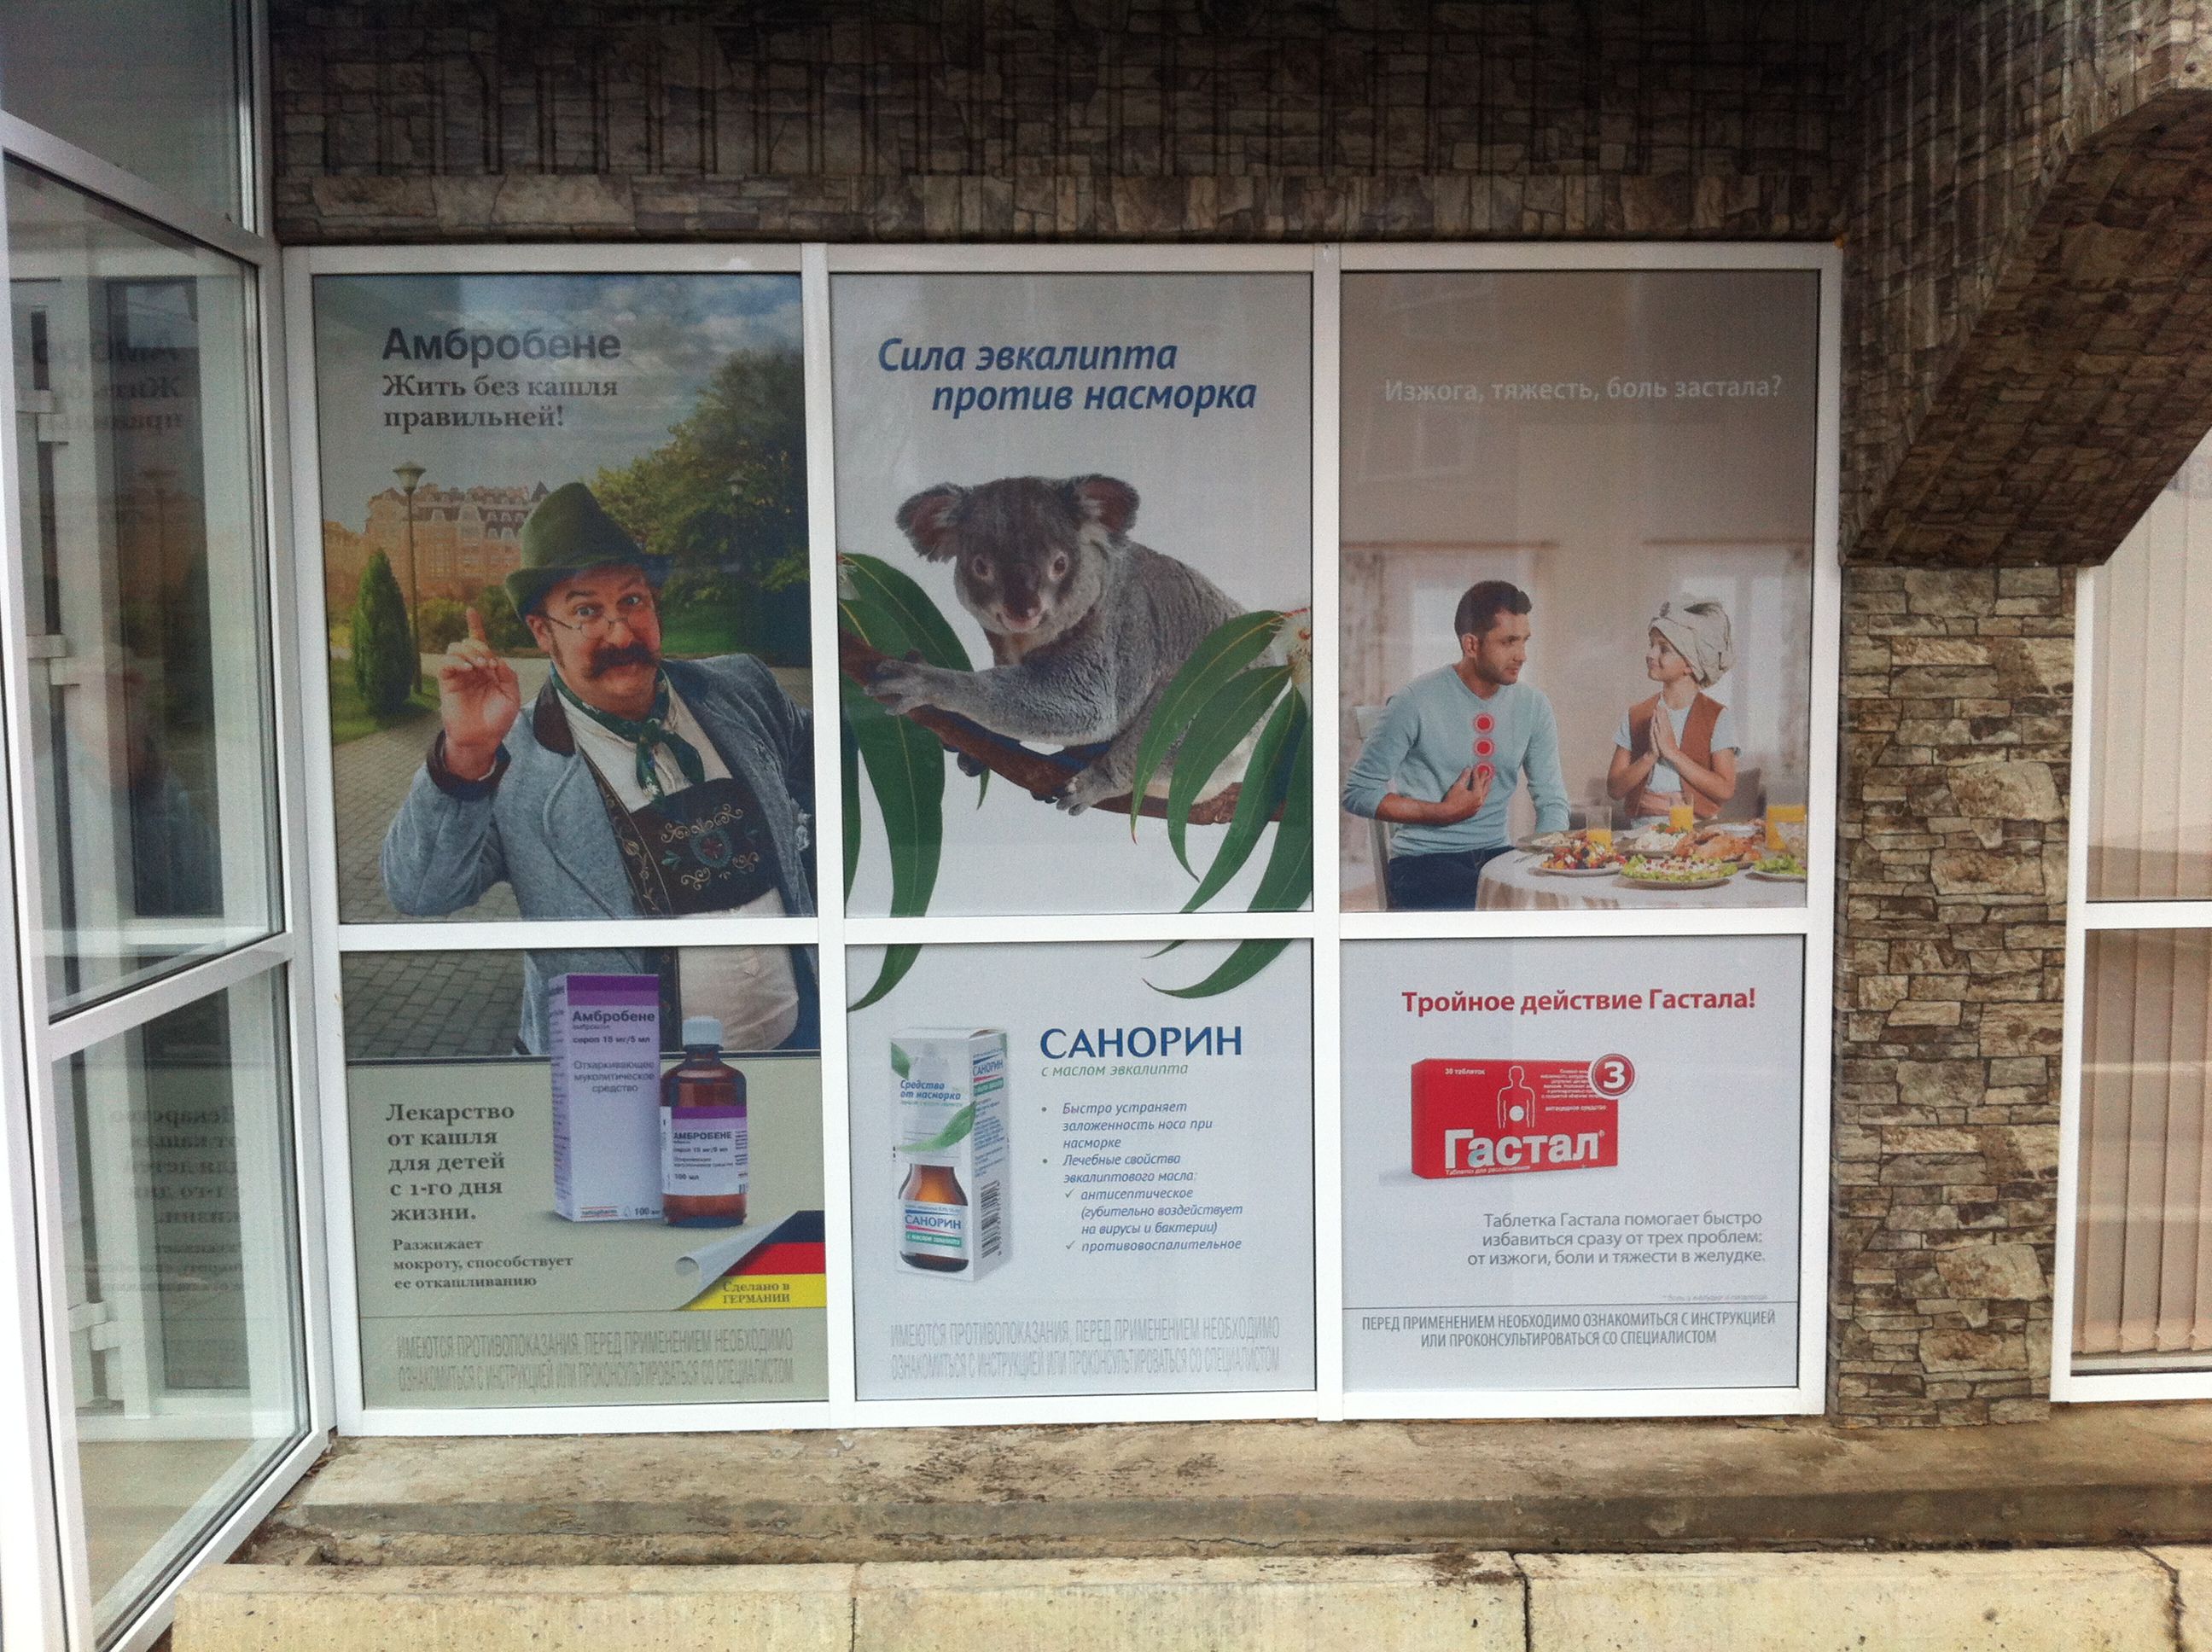 Амбробене
Жить без кашля
правильней!
Амбробене
сироп 15 мг/5 мл
Отхаркивающее
муколитическое
средство
100 мл
АМБРОБЕНЕ
сироп 15 мг/5 мл
100 мл
Лекарство
от кашля
для детей
с 1-го дня
жизни.
Разжижает
мокроту, способствует
ее откашливанию
Сделано в
ГЕРМАНИИ
ИМЕЮТСЯ ПРОТИВОПОКАЗАНИЯ. ПЕРЕД ПРИМЕНЕНИЕМ НЕОБХОДИМО
ОЗНАКОМИТЬСЯ С ИНСТРУКЦИЕЙ ИЛИ ПРОКОНСУЛЬТИРОВАТЬСЯ СО СПЕЦИАЛИСТОМ
Сила эвкалипта
против насморка
Средство
от насморка
САНОРИН
САНОРИН
с маслом эвкалипта
САНОРИН
с маслом эвкалипта
• Быстро устраняет
заложенность носа при
насморке
• Лечебные свойства
эвкалиптового масла:
✓ антисептическое
(губительно воздействует
на вирусы и бактерии)
✓ противовоспалительное
ИМЕЮТСЯ ПРОТИВОПОКАЗАНИЯ. ПЕРЕД ПРИМЕНЕНИЕМ НЕОБХОДИМО
ОЗНАКОМИТЬСЯ С ИНСТРУКЦИЕЙ ИЛИ ПРОКОНСУЛЬТИРОВАТЬСЯ СО СПЕЦИАЛИСТОМ
Изжога, тяжесть, боль застала?
Тройное действие Гастала!
30 таблеток
3
антацидное средство
Гастал®
Таблетки для рассасывания
Таблетка Гастала помогает быстро
избавиться сразу от трех проблем:
от изжоги, боли и тяжести в желудке.
ПЕРЕД ПРИМЕНЕНИЕМ НЕОБХОДИМО ОЗНАКОМИТЬСЯ С ИНСТРУКЦИЕЙ
ИЛИ ПРОКОНСУЛЬТИРОВАТЬСЯ СО СПЕЦИАЛИСТОМ